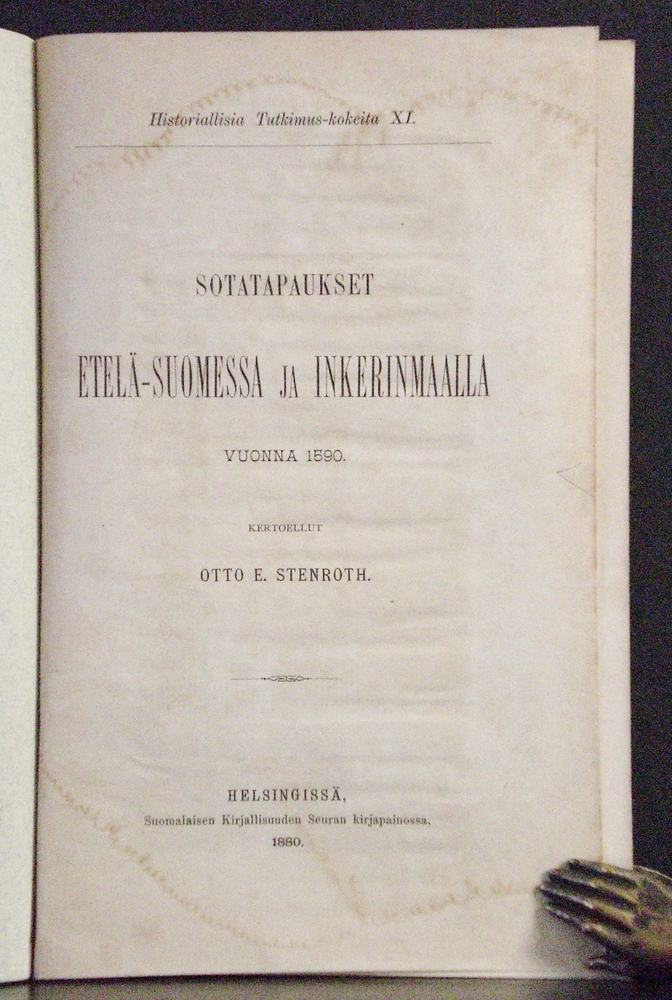 Historiallisia Tutkimus-kokeita XI.
SOTATAPAUKSET
ETELÄ-SUOMESSA JA INKERINMAALLA
VUONNA 1590.
KERTOELLUT
OTTO E. STENROTH.
HELSINGISSÄ,
Suomalaisen Kirjallisuuden Seuran kirjapainossa,
1880.